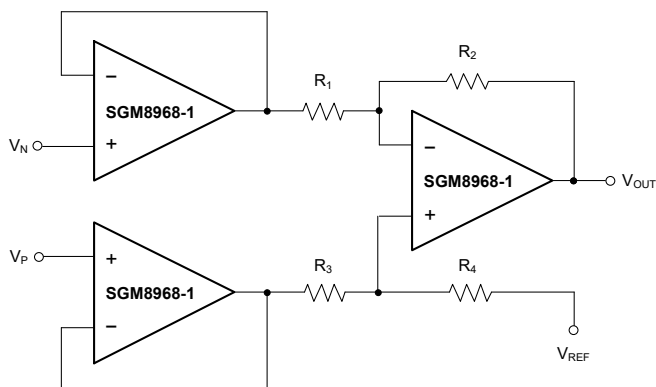 R2
R1
−
SGM8968-1
+
VN
−
SGM8968-1
+
VOUT
VP
+
SGM8968-1
−
R3
R4
VREF